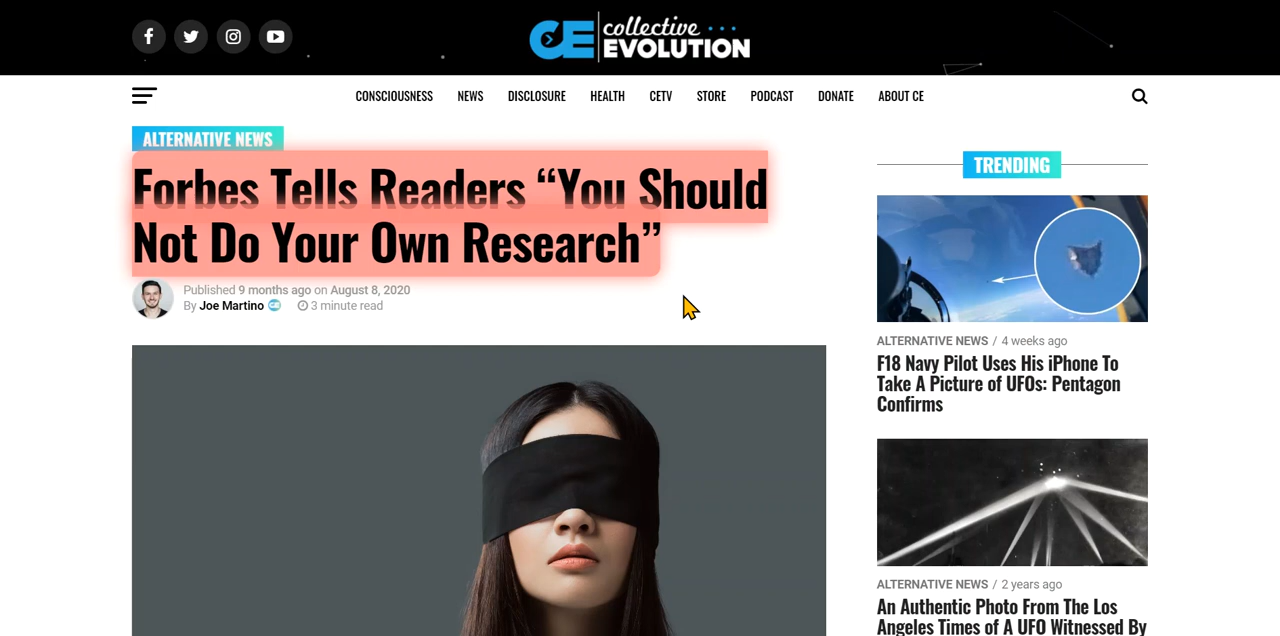 CE collective
EVOLUTION
CONSCIOUSNESS NEWS DISCLOSURE HEALTH CETV STORE PODCAST DONATE ABOUT CE
ALTERNATIVE NEWS
Forbes Tells Readers “You Should
Not Do Your Own Research”
Published 9 months ago on August 8, 2020
By Joe Martino CE 3 minute read
TRENDING
ALTERNATIVE NEWS / 4 weeks ago
F18 Navy Pilot Uses His iPhone To
Take A Picture of UFOs: Pentagon
Confirms
ALTERNATIVE NEWS / 2 years ago
An Authentic Photo From The Los
Angeles Times of A UFO Witnessed By